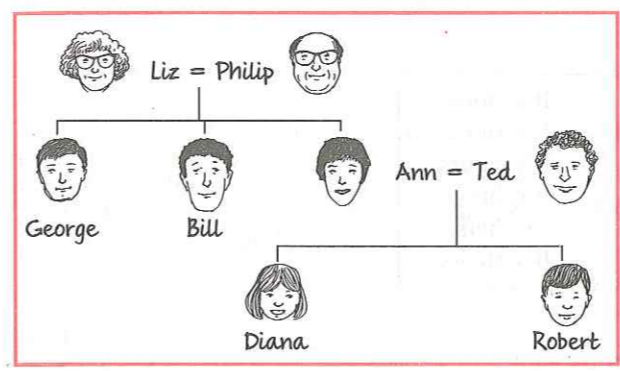 Liz = Philip
Ann = Ted
George
Bill
Diana
Robert